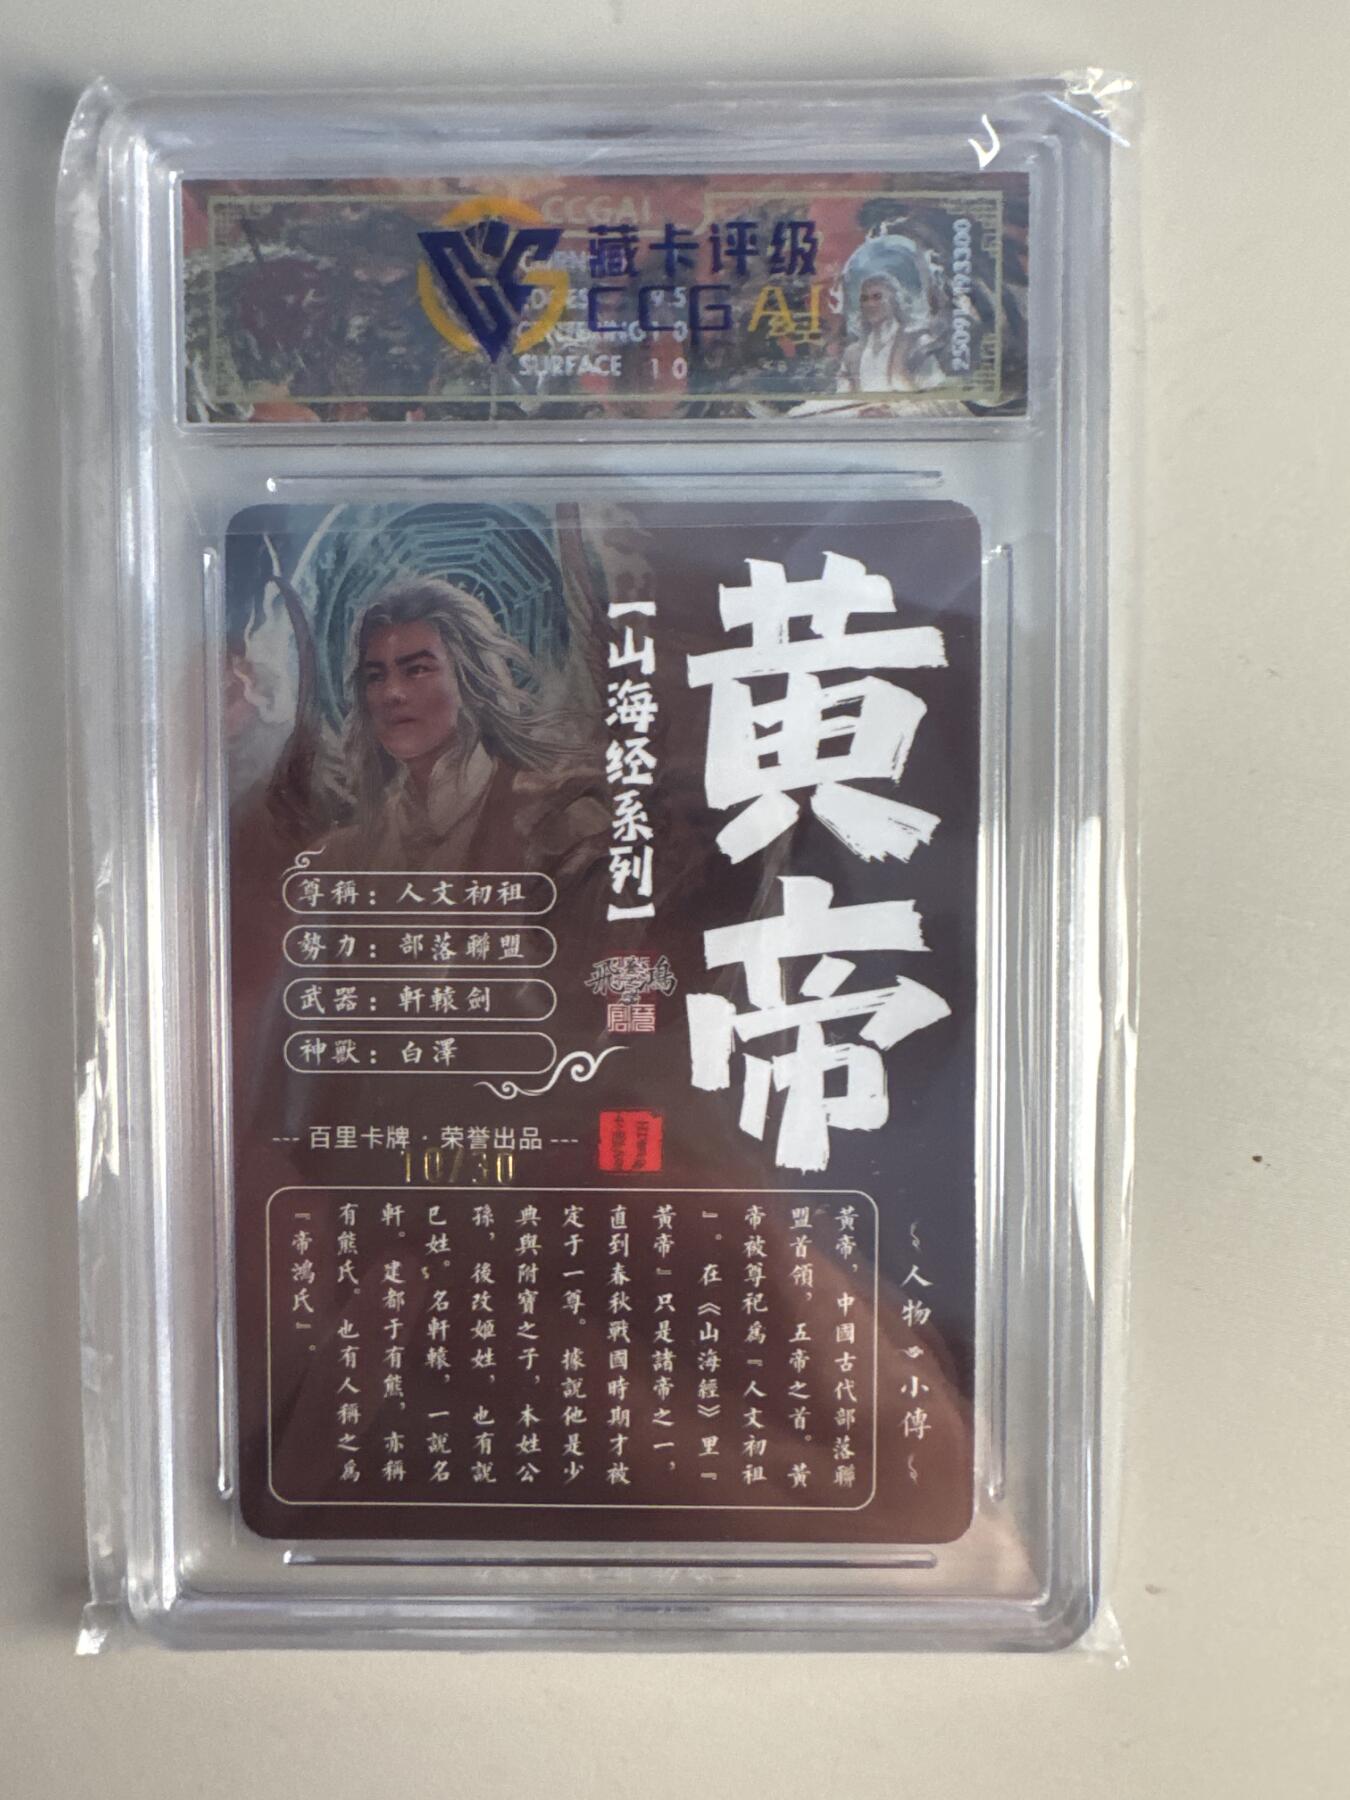 CCGAI
藏卡评级
CCG AI
9.5
SURFACE 10
黄帝
【山海经系列】
尊稱：人文初祖
勢力：部落聯盟
武器：軒轅劍
神獸：白澤
飛鴻
--- 百里卡牌 · 荣誉出品 ---
10/30
人物小傳
黃帝，中國古代部落聯
盟首領，五帝之首。黃
帝被尊祀爲『人文初祖
』。在《山海經》里『
黃帝』只是諸帝之一，
直到春秋戰國時期才被
定于一尊。據説他是少
典與附寶之子，本姓公
孫，後改姬姓，也有説
巳姓。名軒轅，一説名
軒。建都于有熊，亦稱
有熊氏。也有人稱之爲
『帝鴻氏』。